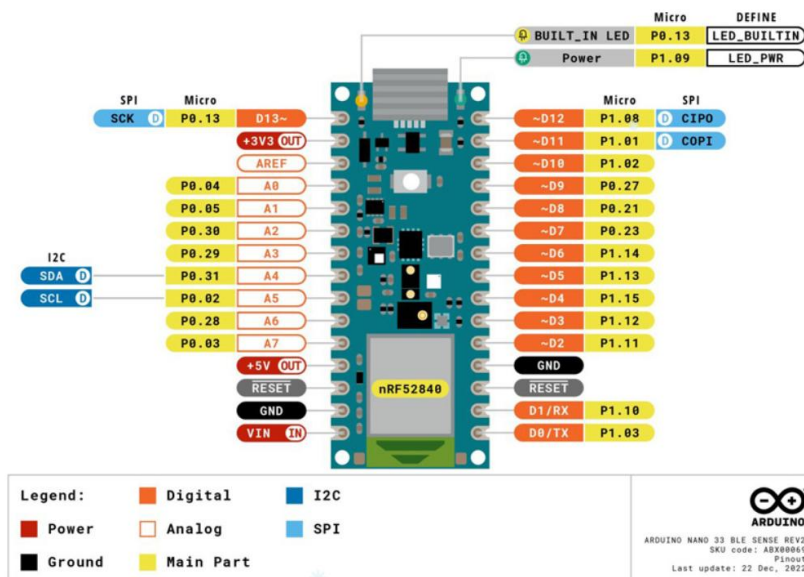 Micro DEFINE
BUILT_IN LED P0.13 LED_BUILTIN
Power P1.09 LED_PWR
SPI Micro
SCK D P0.13 D13~
+3V3 OUT
AREF
P0.04 A0
P0.05 A1
P0.30 A2
P0.29 A3
I2C
SDA D P0.31 A4
SCL D P0.02 A5
P0.28 A6
P0.03 A7
+5V OUT
RESET
GND
VIN IN
Micro SPI
~D12 P1.08 D CIPO
~D11 P1.01 D COPI
~D10 P1.02
~D9 P0.27
~D8 P0.21
~D7 P0.23
~D6 P1.14
~D5 P1.13
~D4 P1.15
~D3 P1.12
~D2 P1.11
GND
RESET
D1/RX P1.10
D0/TX P1.03
nRF52840
Legend:
Power
Ground
Digital
Analog
Main Part
I2C
SPI
ARDUINO
ARDUINO NANO 33 BLE SENSE REV2
SKU code: ABX00069
Pinout
Last update: 22 Dec, 2022